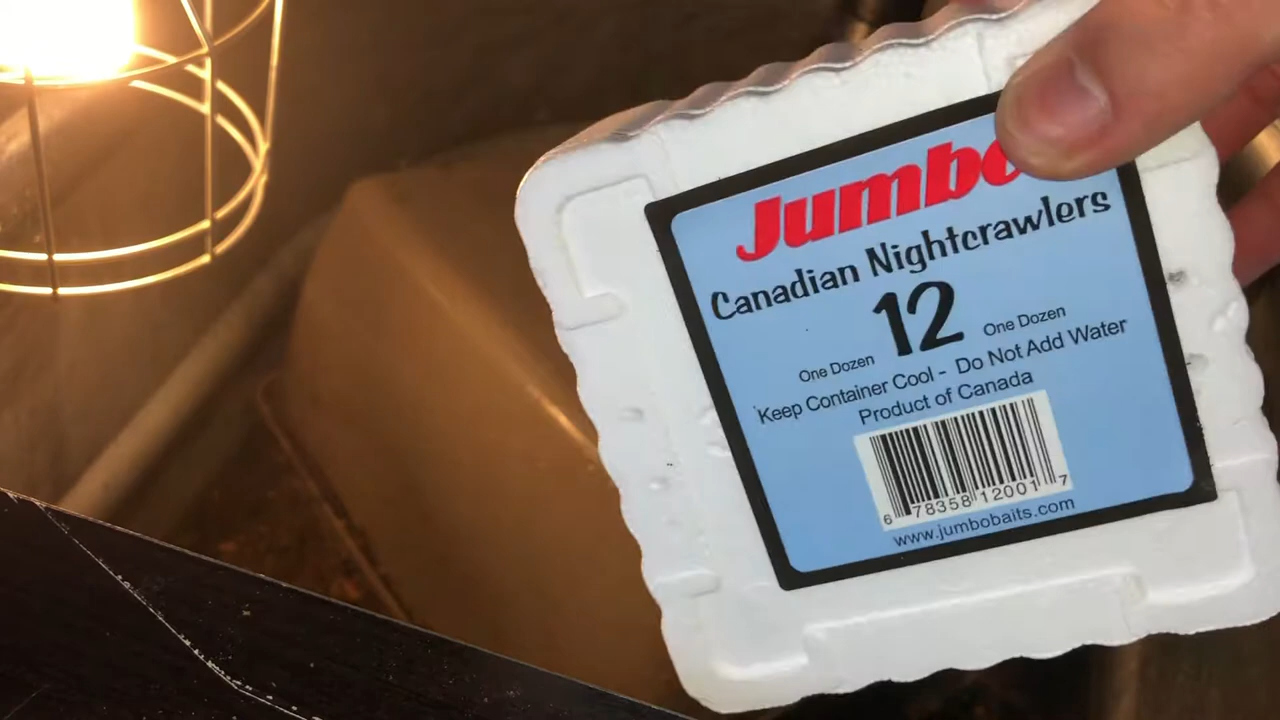 Jumbo
Canadian Nightcrawlers
One Dozen 12 One Dozen
Keep Container Cool - Do Not Add Water
Product of Canada
6 78358 12001 7
www.jumbobaits.com